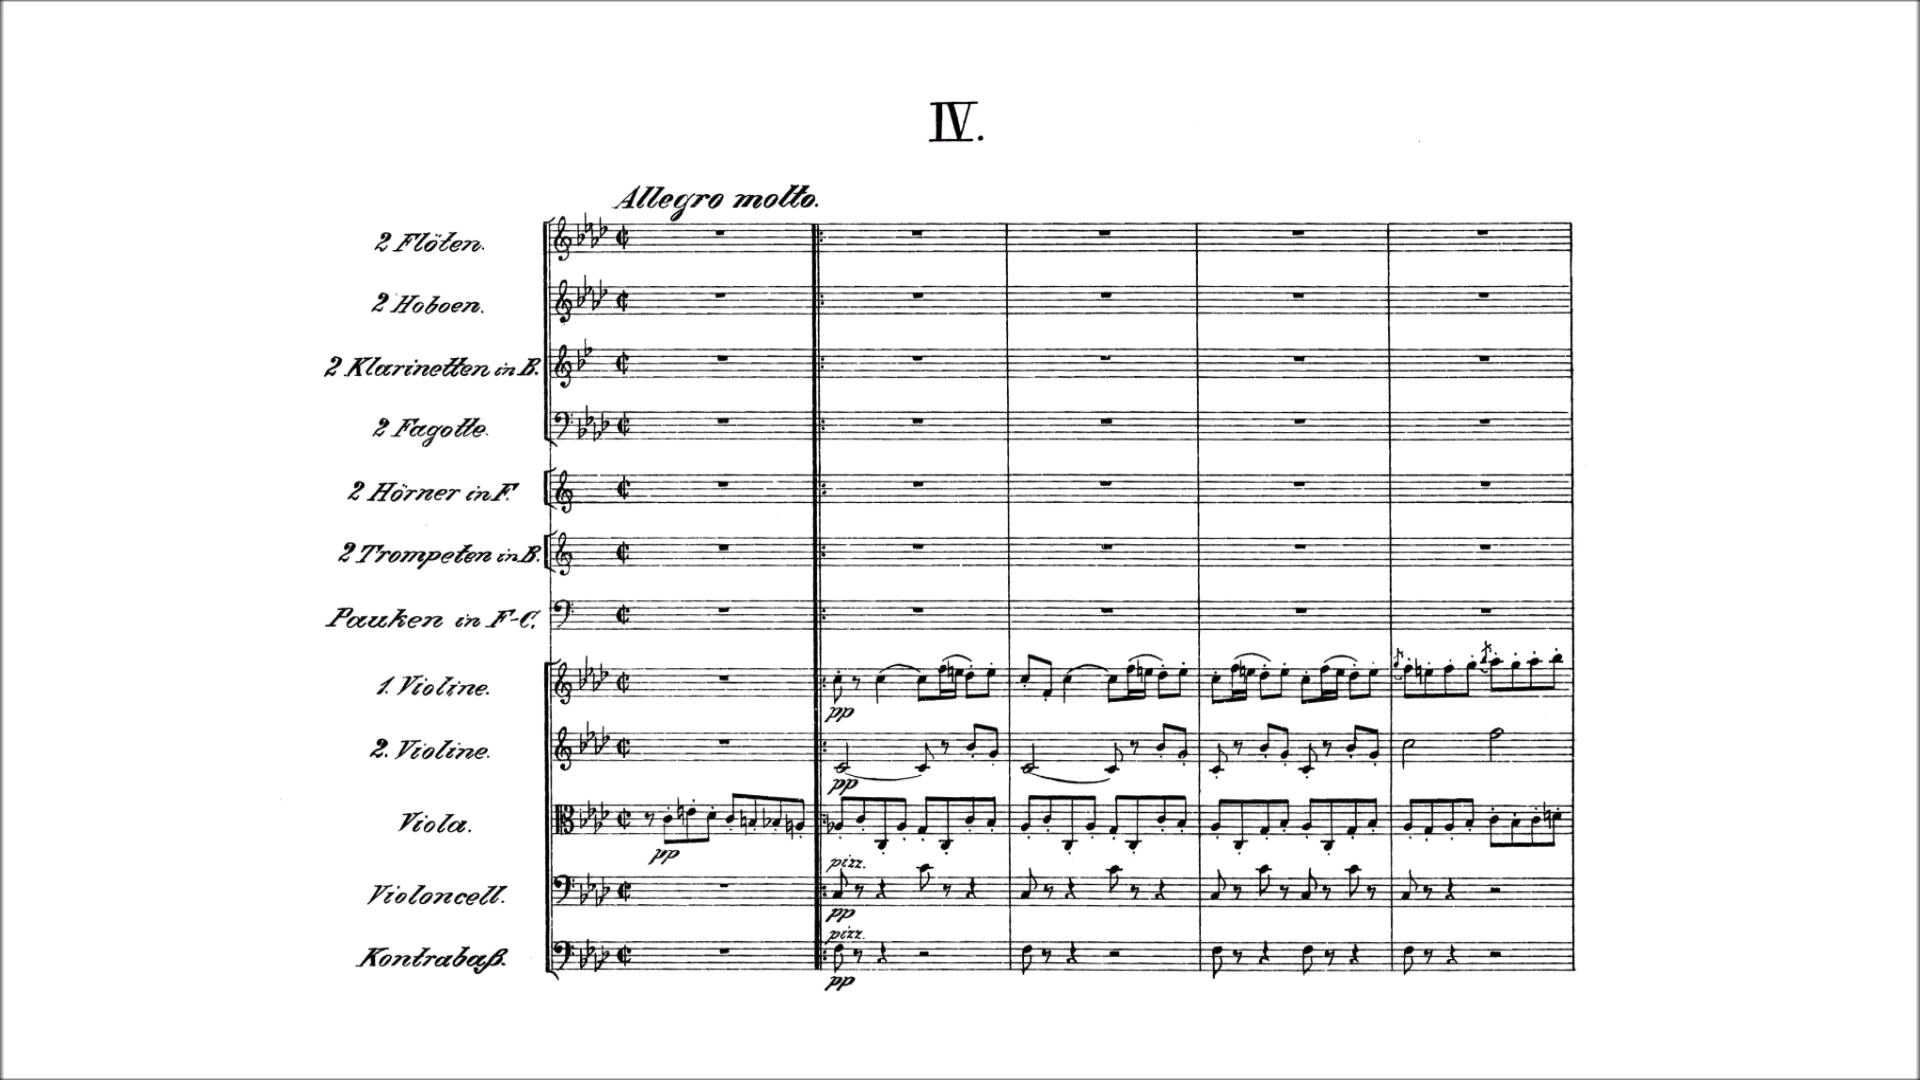 IV.
Allegro molto.
2 Flöten.
2 Hoboen.
2 Klarinetten in B.
2 Fagotte.
2 Hörner in F.
2 Trompeten in B.
Pauken in F-C.
1. Violine.
pp
2. Violine.
pp
Viola.
pp
pizz.
Violoncell.
pp
pizz.
Kontrabaß.
pp